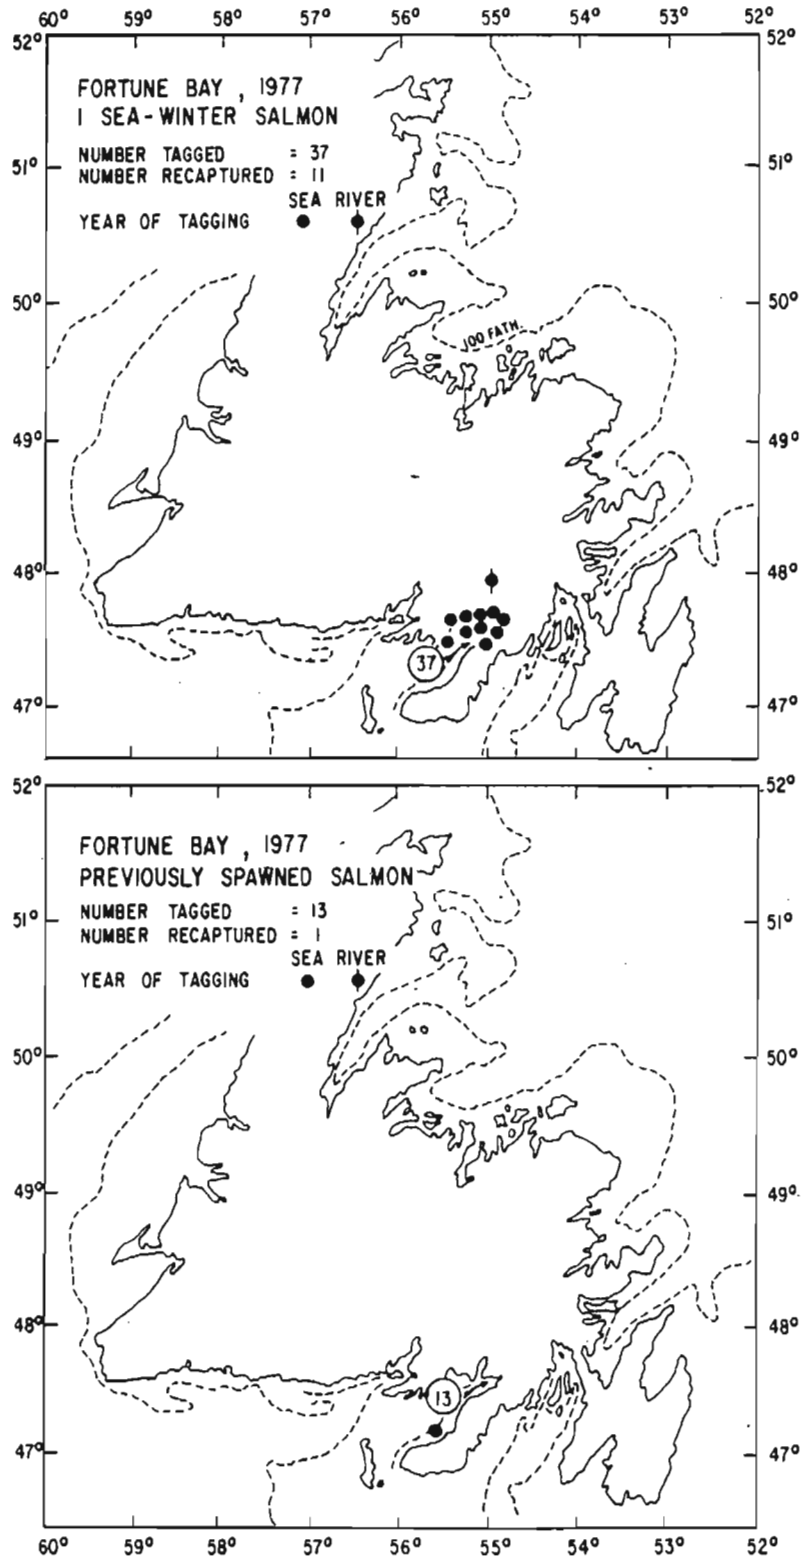 60° 59° 58° 57° 56° 55° 54° 53° 52°
52° 52°
FORTUNE BAY , 1977
1 SEA-WINTER SALMON
51° 51°
NUMBER TAGGED = 37
NUMBER RECAPTURED = 11
SEA RIVER
YEAR OF TAGGING
50° 50°
100 FATH.
49° 49°
48° 48°
37
47° 47°
52° 52°
FORTUNE BAY , 1977
PREVIOUSLY SPAWNED SALMON
51° 51°
NUMBER TAGGED = 13
NUMBER RECAPTURED = 1
SEA RIVER
YEAR OF TAGGING
50° 50°
49° 49°
48° 48°
13
47° 47°
60° 59° 58° 57° 56° 55° 54° 53° 52°